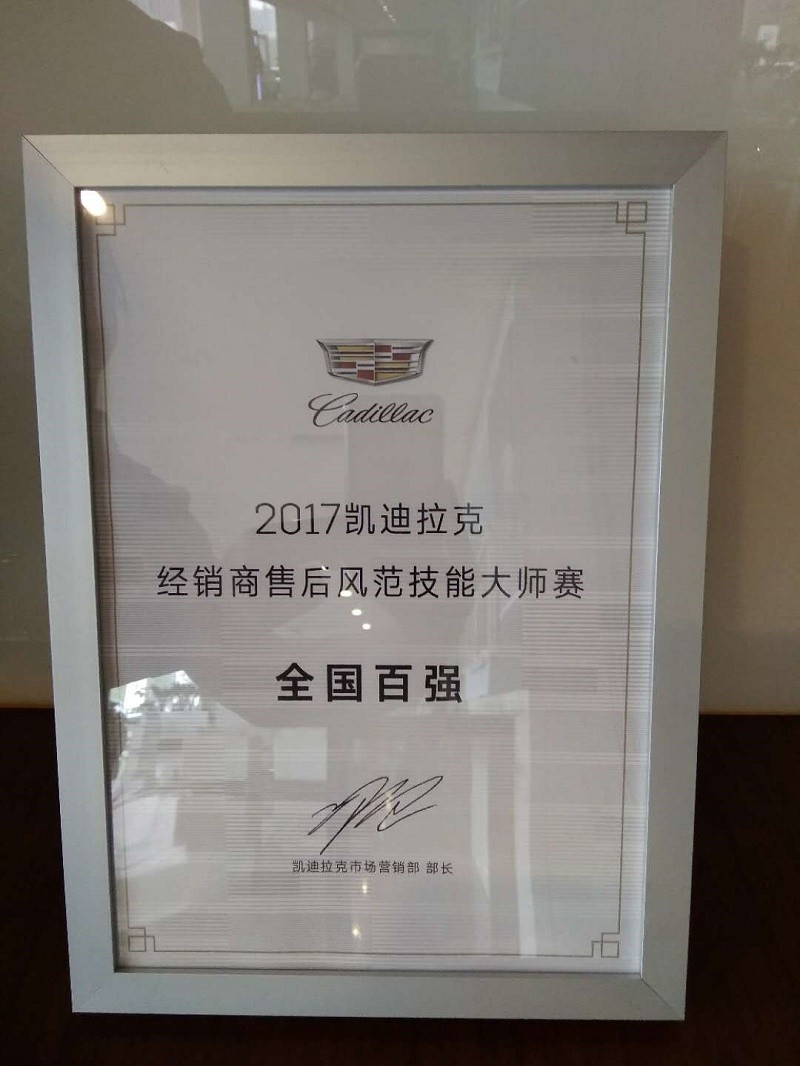 Cadillac
2017凯迪拉克
经销商售后风范技能大师赛
全国百强
凯迪拉克市场营销部 部长